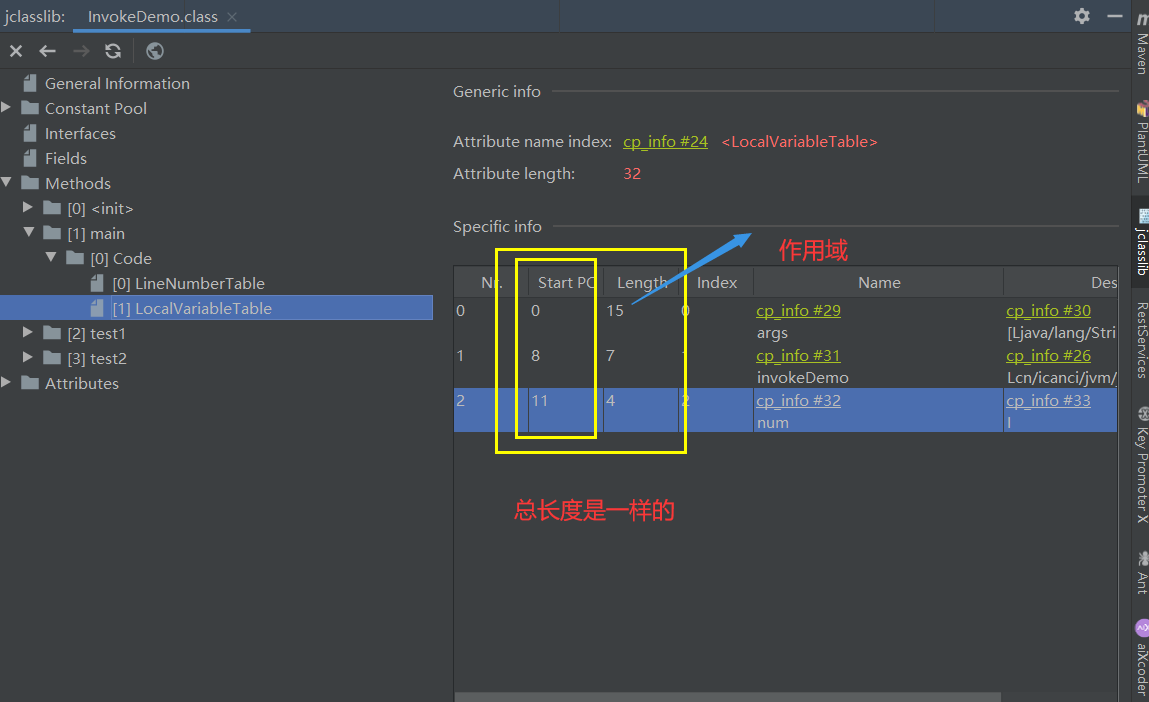 jclasslib: InvokeDemo.class
General Information
Constant Pool
Interfaces
Fields
Methods
[0] <init>
[1] main
[0] Code
[0] LineNumberTable
[1] LocalVariableTable
[2] test1
[3] test2
Attributes
Generic info
Attribute name index: cp_info #24 <LocalVariableTable>
Attribute length: 32
Specific info
作用域
Nr. Start PC Length Index Name Des
0 0 15 0 cp_info #29 cp_info #30
args [Ljava/lang/Stri
1 8 7 1 cp_info #31 cp_info #26
invokeDemo Lcn/icanci/jvm/
2 11 4 2 cp_info #32 cp_info #33
num I
总长度是一样的
Maven
PlantUML
jclasslib
RestServices
Key Promoter X
Ant
aiXcoder